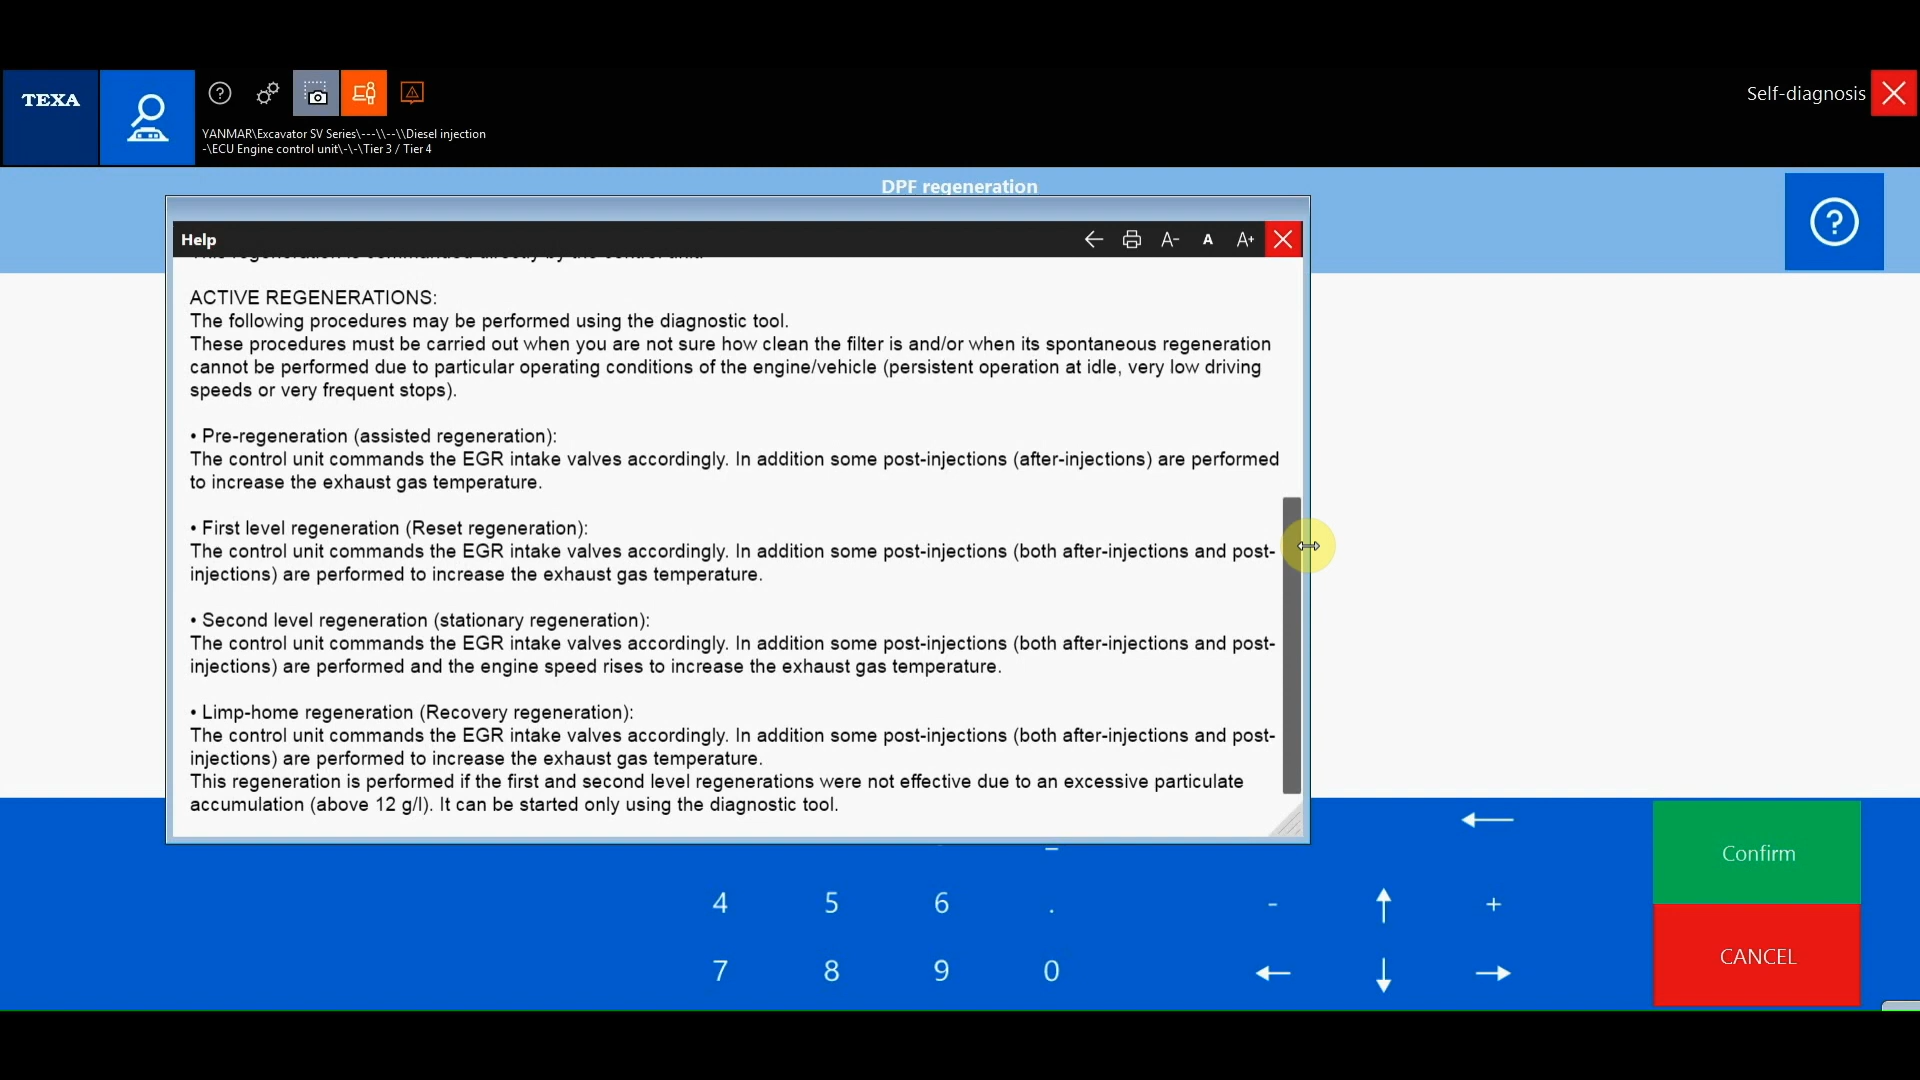 TEXA
YANMAR\Excavator SV Series\---\\--\\Diesel injection
-\ECU Engine control unit\-\-\Tier 3 / Tier 4
Self-diagnosis
DPF regeneration
Help
A- A A+
This regeneration is commanded directly by the control unit.
ACTIVE REGENERATIONS:
The following procedures may be performed using the diagnostic tool.
These procedures must be carried out when you are not sure how clean the filter is and/or when its spontaneous regeneration
cannot be performed due to particular operating conditions of the engine/vehicle (persistent operation at idle, very low driving
speeds or very frequent stops).
• Pre-regeneration (assisted regeneration):
The control unit commands the EGR intake valves accordingly. In addition some post-injections (after-injections) are performed
to increase the exhaust gas temperature.
• First level regeneration (Reset regeneration):
The control unit commands the EGR intake valves accordingly. In addition some post-injections (both after-injections and post-
injections) are performed to increase the exhaust gas temperature.
• Second level regeneration (stationary regeneration):
The control unit commands the EGR intake valves accordingly. In addition some post-injections (both after-injections and post-
injections) are performed and the engine speed rises to increase the exhaust gas temperature.
• Limp-home regeneration (Recovery regeneration):
The control unit commands the EGR intake valves accordingly. In addition some post-injections (both after-injections and post-
injections) are performed to increase the exhaust gas temperature.
This regeneration is performed if the first and second level regenerations were not effective due to an excessive particulate
accumulation (above 12 g/l). It can be started only using the diagnostic tool.
Confirm
4 5 6 . - +
CANCEL
7 8 9 0